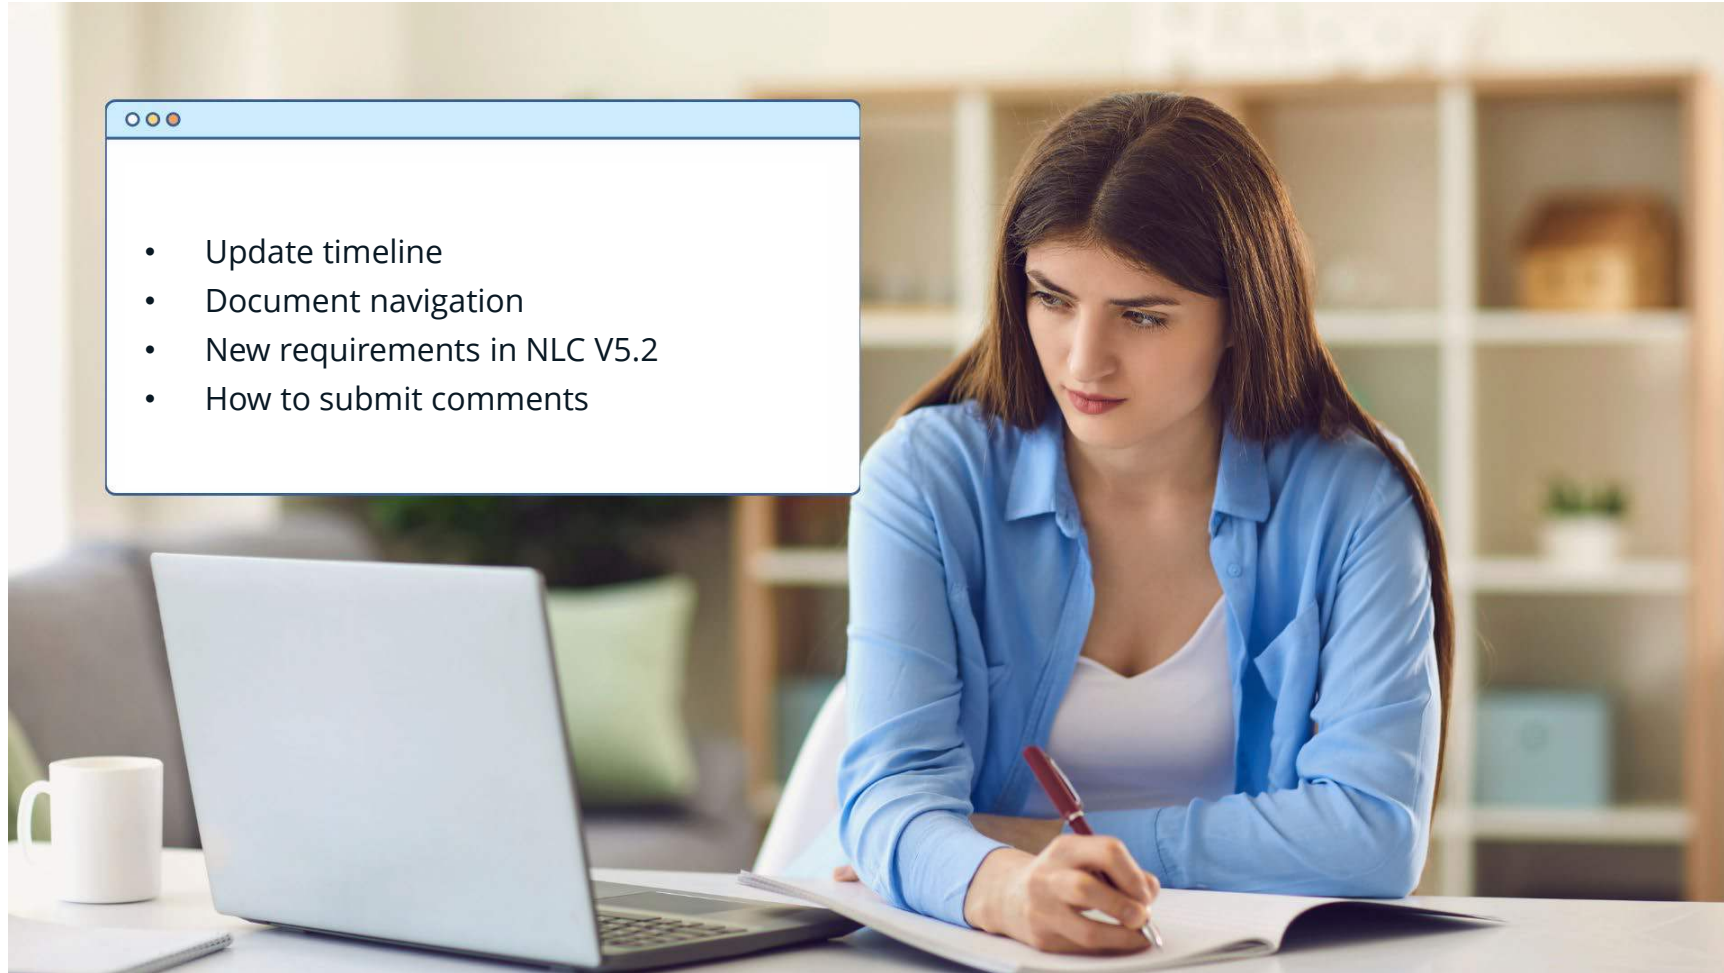 • Update timeline
• Document navigation
• New requirements in NLC V5.2
• How to submit comments